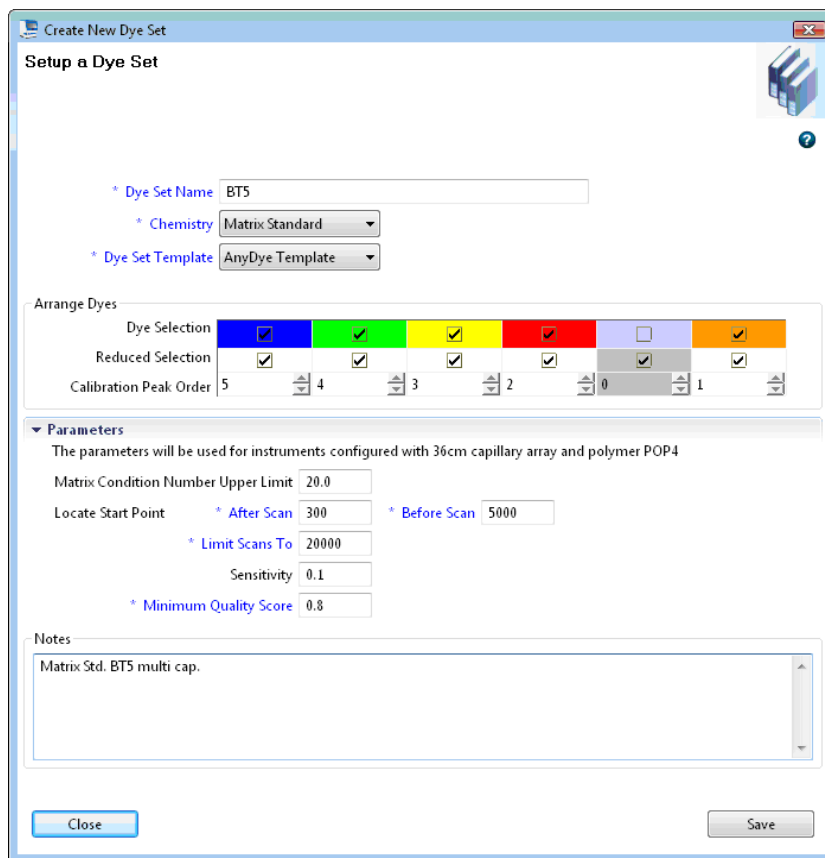 Create New Dye Set
Setup a Dye Set
?
* Dye Set Name BT5
* Chemistry Matrix Standard
* Dye Set Template AnyDye Template
Arrange Dyes
Dye Selection
Reduced Selection
Calibration Peak Order 5 4 3 2 0 1
Parameters
The parameters will be used for instruments configured with 36cm capillary array and polymer POP4
Matrix Condition Number Upper Limit 20.0
Locate Start Point * After Scan 300 * Before Scan 5000
* Limit Scans To 20000
Sensitivity 0.1
* Minimum Quality Score 0.8
Notes
Matrix Std. BT5 multi cap.
Close Save